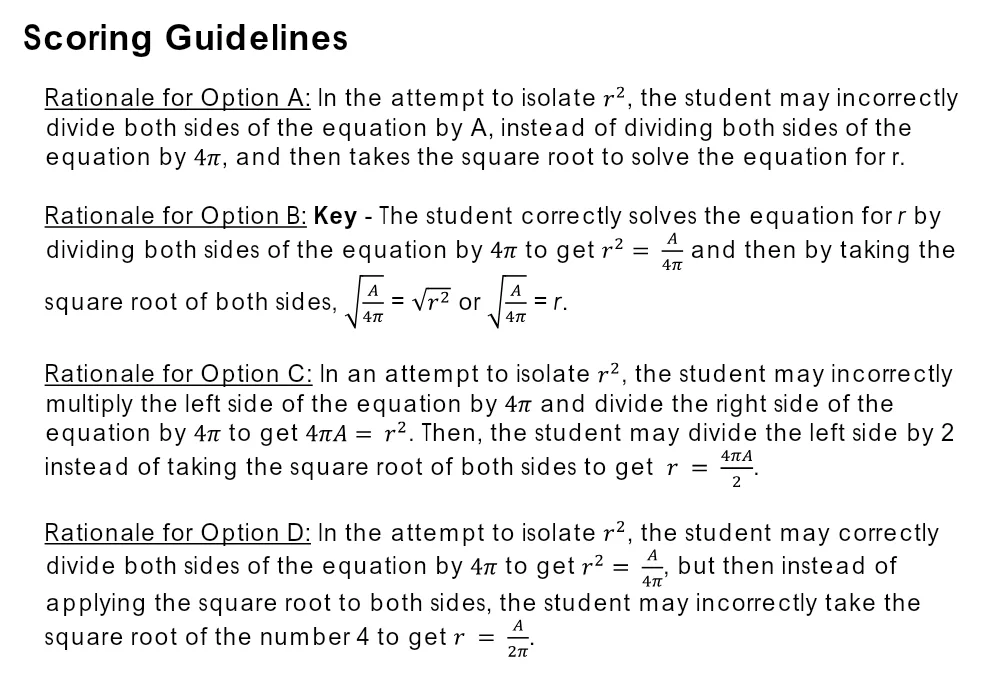 Scoring Guidelines
Rationale for Option A: In the attempt to isolate r², the student may incorrectly
divide both sides of the equation by A, instead of dividing both sides of the
equation by 4π, and then takes the square root to solve the equation for r.
Rationale for Option B: Key - The student correctly solves the equation for r by
dividing both sides of the equation by 4π to get r² = A/4π and then by taking the
square root of both sides, √(A/4π) = √r² or √(A/4π) = r.
Rationale for Option C: In an attempt to isolate r², the student may incorrectly
multiply the left side of the equation by 4π and divide the right side of the
equation by 4π to get 4πA = r². Then, the student may divide the left side by 2
instead of taking the square root of both sides to get r = 4πA/2.
Rationale for Option D: In the attempt to isolate r², the student may correctly
divide both sides of the equation by 4π to get r² = A/4π, but then instead of
applying the square root to both sides, the student may incorrectly take the
square root of the number 4 to get r = A/2π.